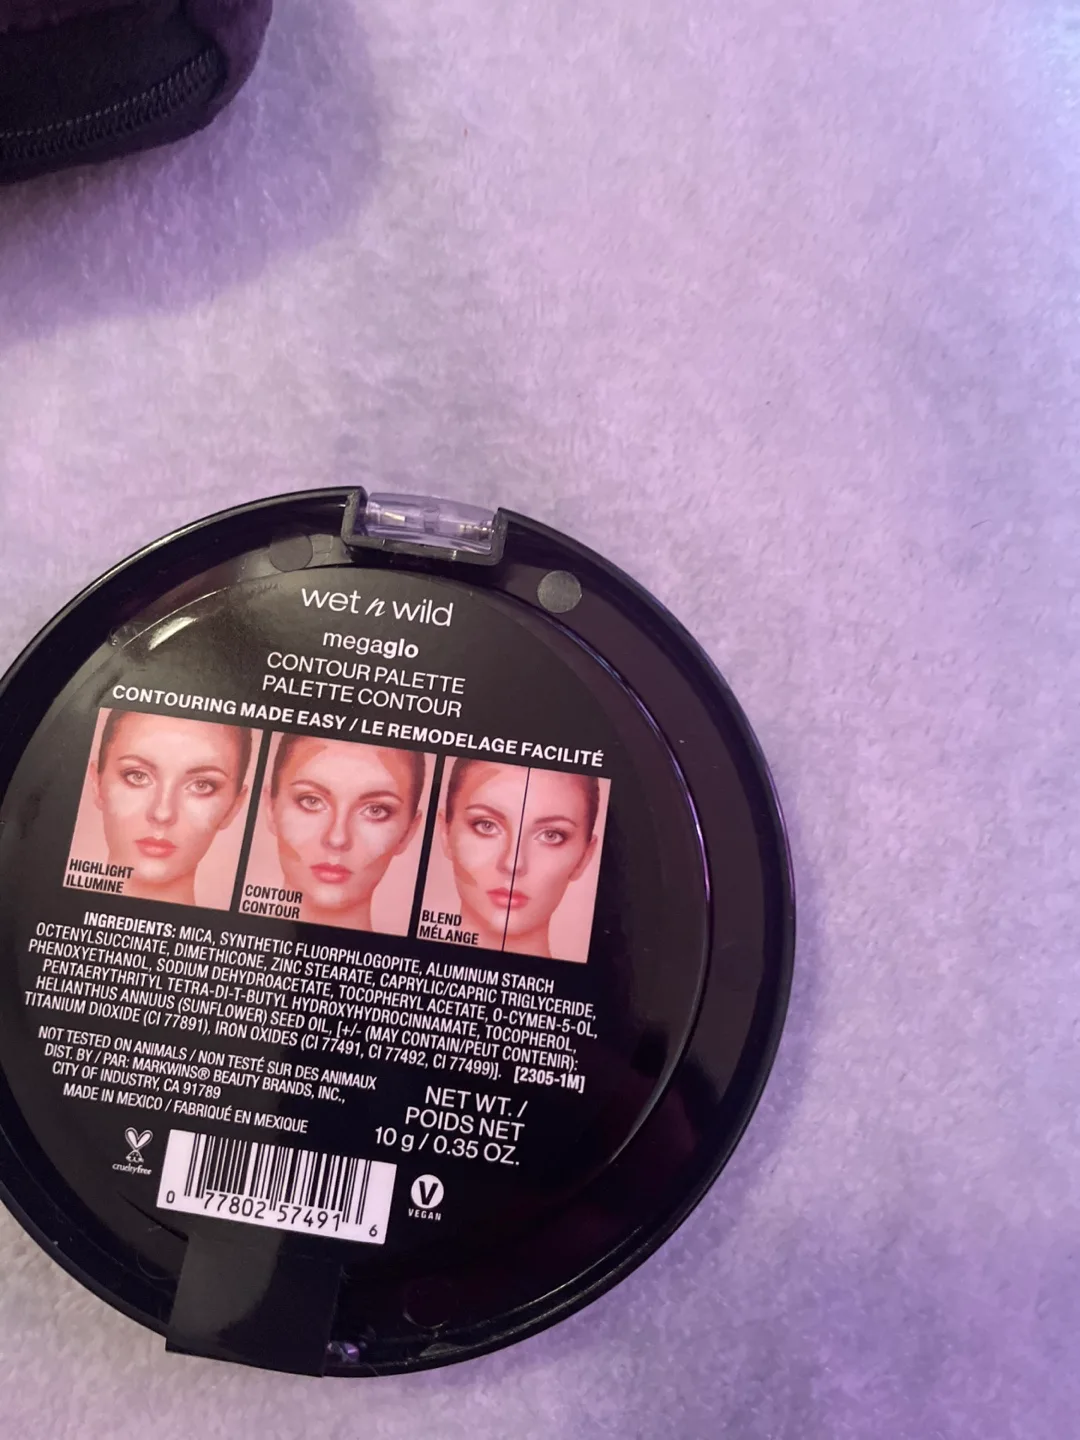 wet n wild
megaglo
CONTOUR PALETTE
PALETTE CONTOUR
CONTOURING MADE EASY / LE REMODELAGE FACILITÉ
HIGHLIGHT
ILLUMINE
CONTOUR
CONTOUR
BLEND
MÉLANGE
INGREDIENTS: MICA, SYNTHETIC FLUORPHLOGOPITE, ALUMINUM STARCH
OCTENYLSUCCINATE, DIMETHICONE, ZINC STEARATE, CAPRYLIC/CAPRIC TRIGLYCERIDE,
PHENOXYETHANOL, SODIUM DEHYDROACETATE, TOCOPHERYL ACETATE, O-CYMEN-5-OL,
PENTAERYTHRITYL TETRA-DI-T-BUTYL HYDROXYHYDROCINNAMATE, TOCOPHEROL,
HELIANTHUS ANNUUS (SUNFLOWER) SEED OIL, [+/- (MAY CONTAIN/PEUT CONTENIR):
TITANIUM DIOXIDE (CI 77891), IRON OXIDES (CI 77491, CI 77492, CI 77499)]. [2305-1M]
NOT TESTED ON ANIMALS / NON TESTÉ SUR DES ANIMAUX
DIST. BY / PAR: MARKWINS® BEAUTY BRANDS, INC.,
CITY OF INDUSTRY, CA 91789
MADE IN MEXICO / FABRIQUÉ EN MEXIQUE
NET WT. /
POIDS NET
10 g / 0.35 OZ.
crueltyfree
0 77802 57491 6
V
VEGAN